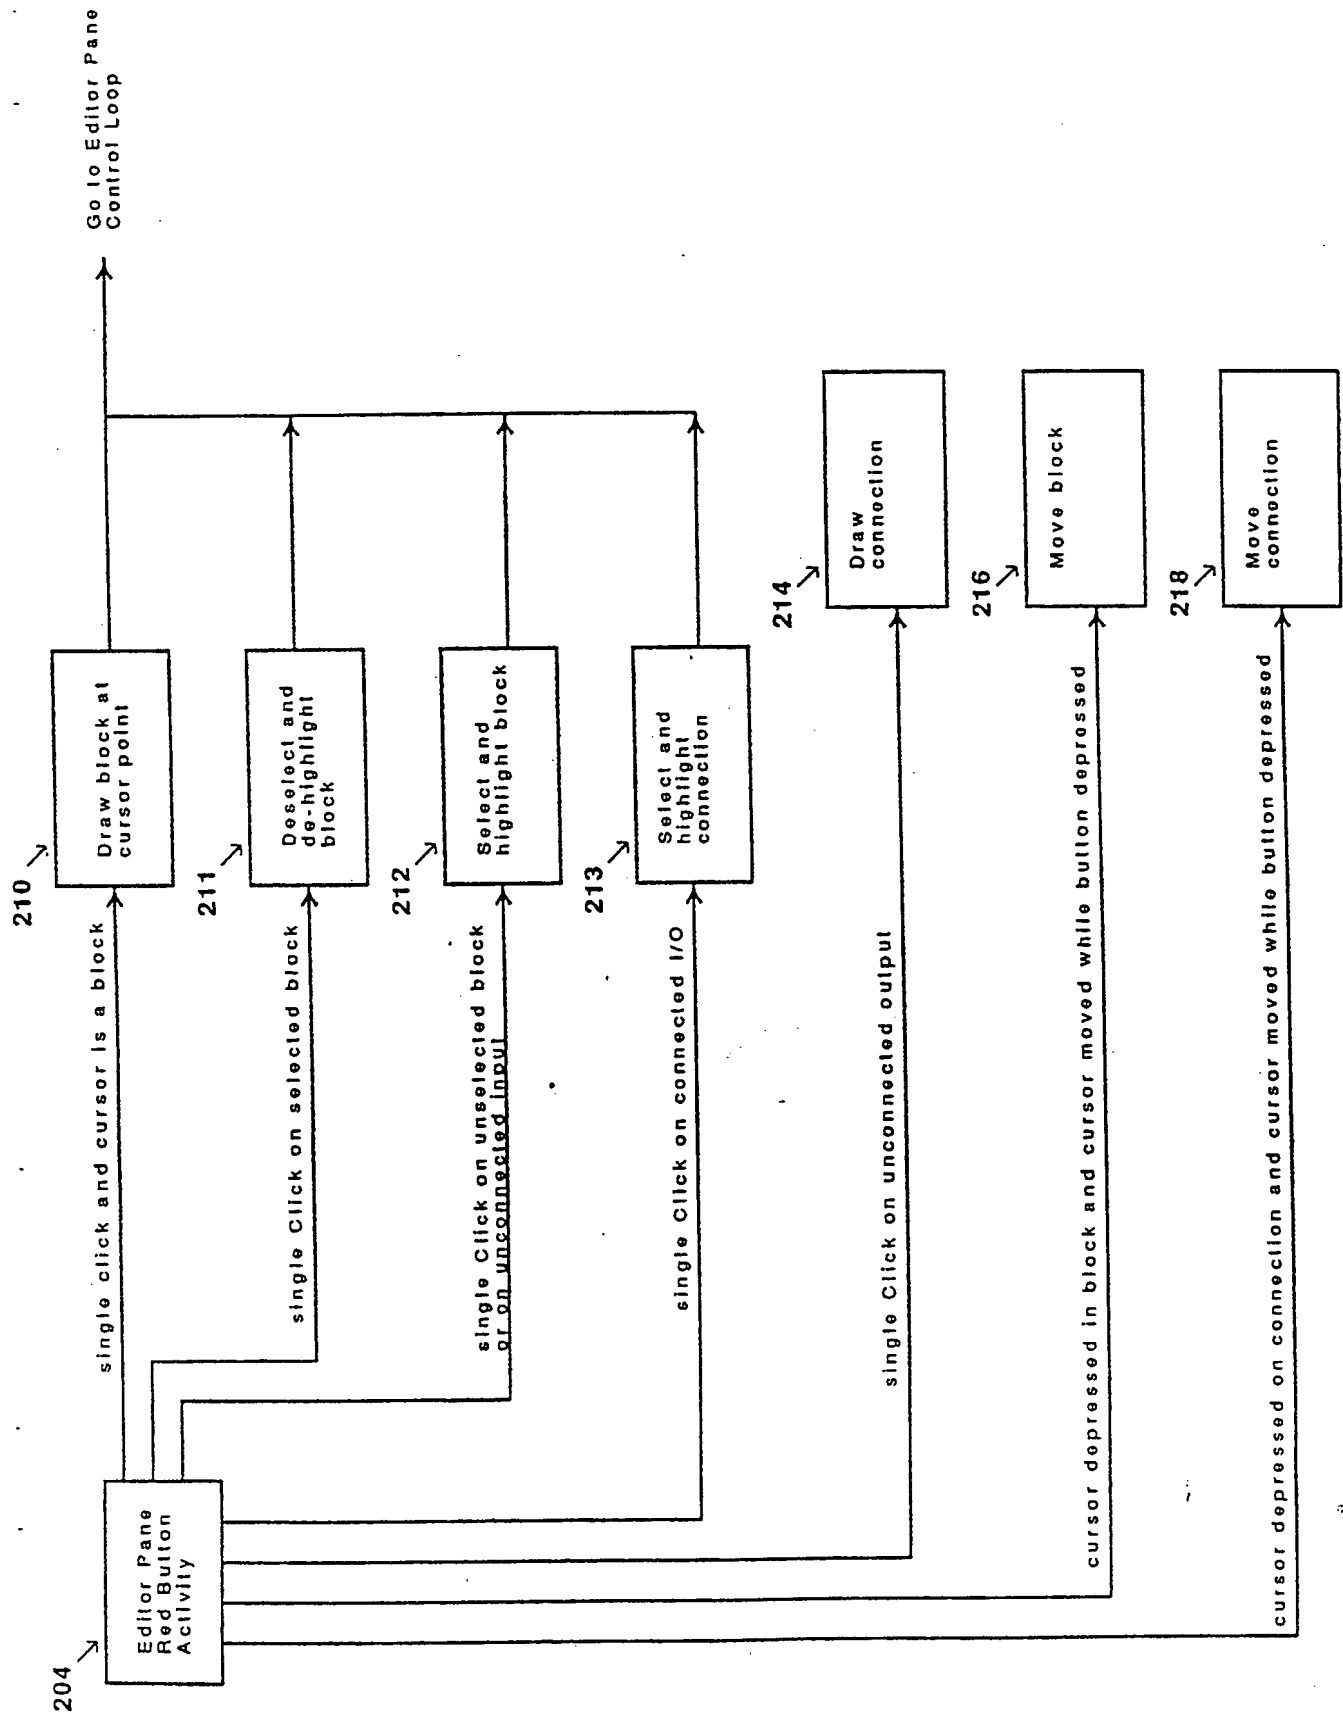 Go to Editor Pane
Control Loop
210
single click and cursor is a block
Draw block at
cursor point
211
single Click on selected block
Deselect and
de-highlight
block
212
single Click on unselected block
or on unconnected input
Select and
highlight block
213
single Click on connected I/O
Select and
highlight
connection
204
Editor Pane
Red Button
Activity
214
single Click on unconnected output
Draw
connection
216
cursor depressed in block and cursor moved while button depressed
Move block
218
cursor depressed on connection and cursor moved while button depressed
Move
connection